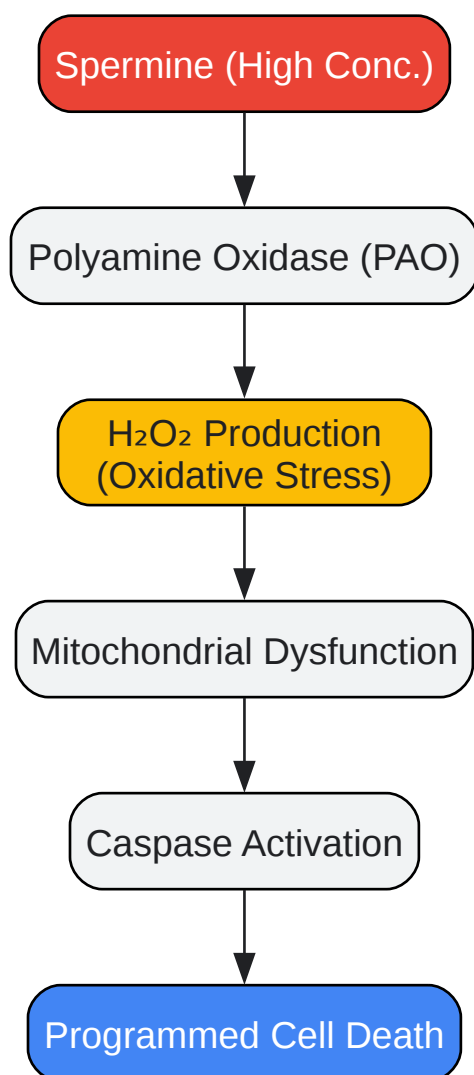 Spermine (High Conc.)
Polyamine Oxidase (PAO)
H₂O₂ Production
(Oxidative Stress)
Mitochondrial Dysfunction
Caspase Activation
Programmed Cell Death